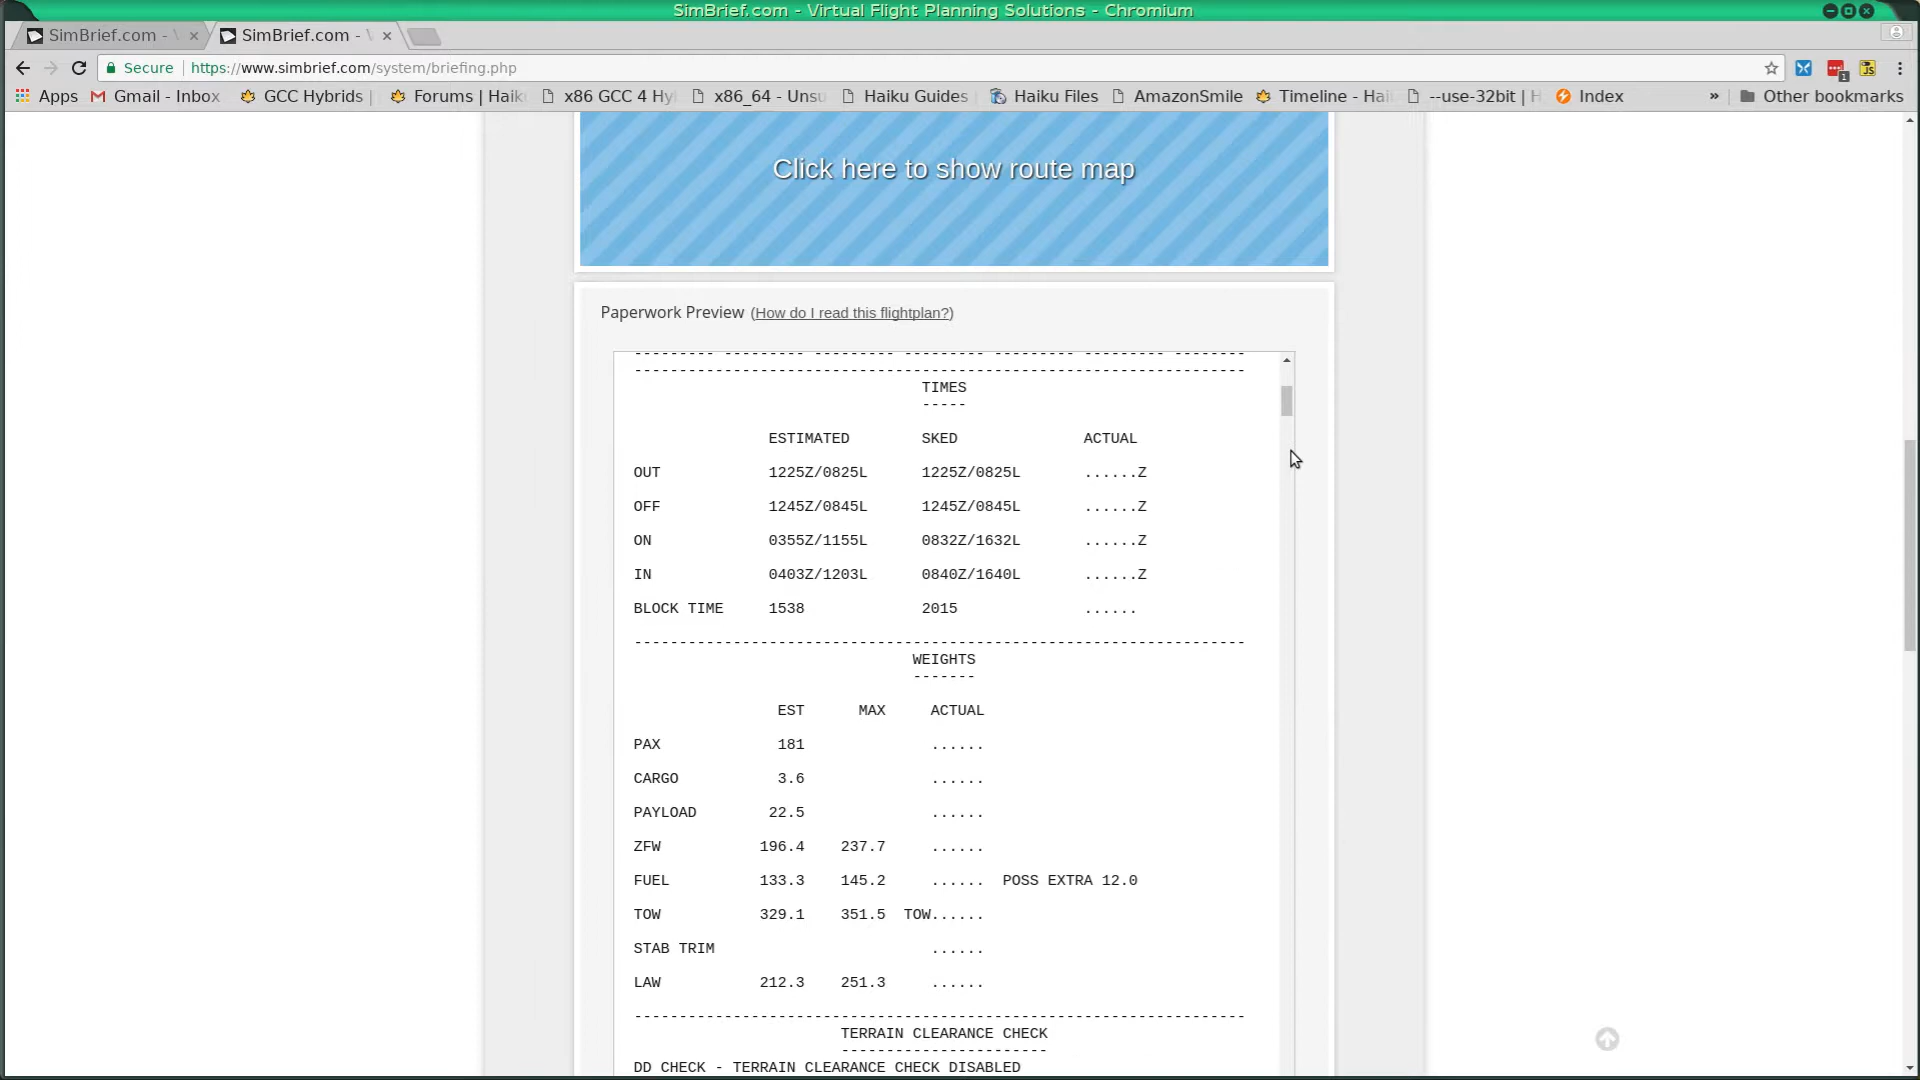 SimBrief.com - Virtual Flight Planning Solutions - Chromium
SimBrief.com - SimBrief.com -
Secure https://www.simbrief.com/system/briefing.php
Apps Gmail - Inbox GCC Hybrids Forums | Haik x86 GCC 4 Hy x86_64 - Unsu Haiku Guides Haiku Files AmazonSmile Timeline - Hai --use-32bit | H Index » Other bookmarks
Click here to show route map
Paperwork Preview (How do I read this flightplan?)
TIMES
ESTIMATED SKED ACTUAL
OUT 1225Z/0825L 1225Z/0825L ......Z
OFF 1245Z/0845L 1245Z/0845L ......Z
ON 0355Z/1155L 0832Z/1632L ......Z
IN 0403Z/1203L 0840Z/1640L ......Z
BLOCK TIME 1538 2015 ......
WEIGHTS
EST MAX ACTUAL
PAX 181 ......
CARGO 3.6 ......
PAYLOAD 22.5 ......
ZFW 196.4 237.7 ......
FUEL 133.3 145.2 ...... POSS EXTRA 12.0
TOW 329.1 351.5 TOW......
STAB TRIM ......
LAW 212.3 251.3 ......
TERRAIN CLEARANCE CHECK
DD CHECK - TERRAIN CLEARANCE CHECK DISABLED